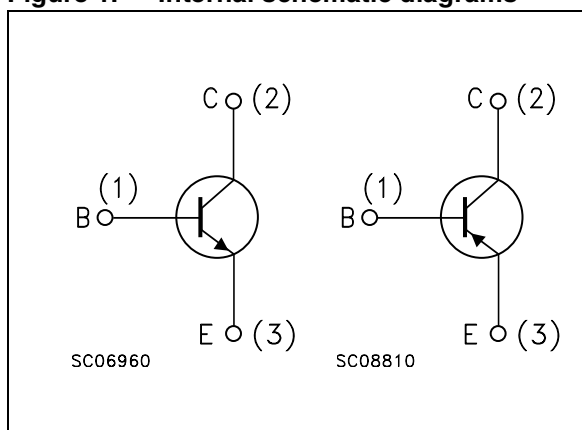 Figure 1. Internal schematic diagrams
C (2) C (2)
(1) (1)
B B
E (3) E (3)
SC06960 SC08810